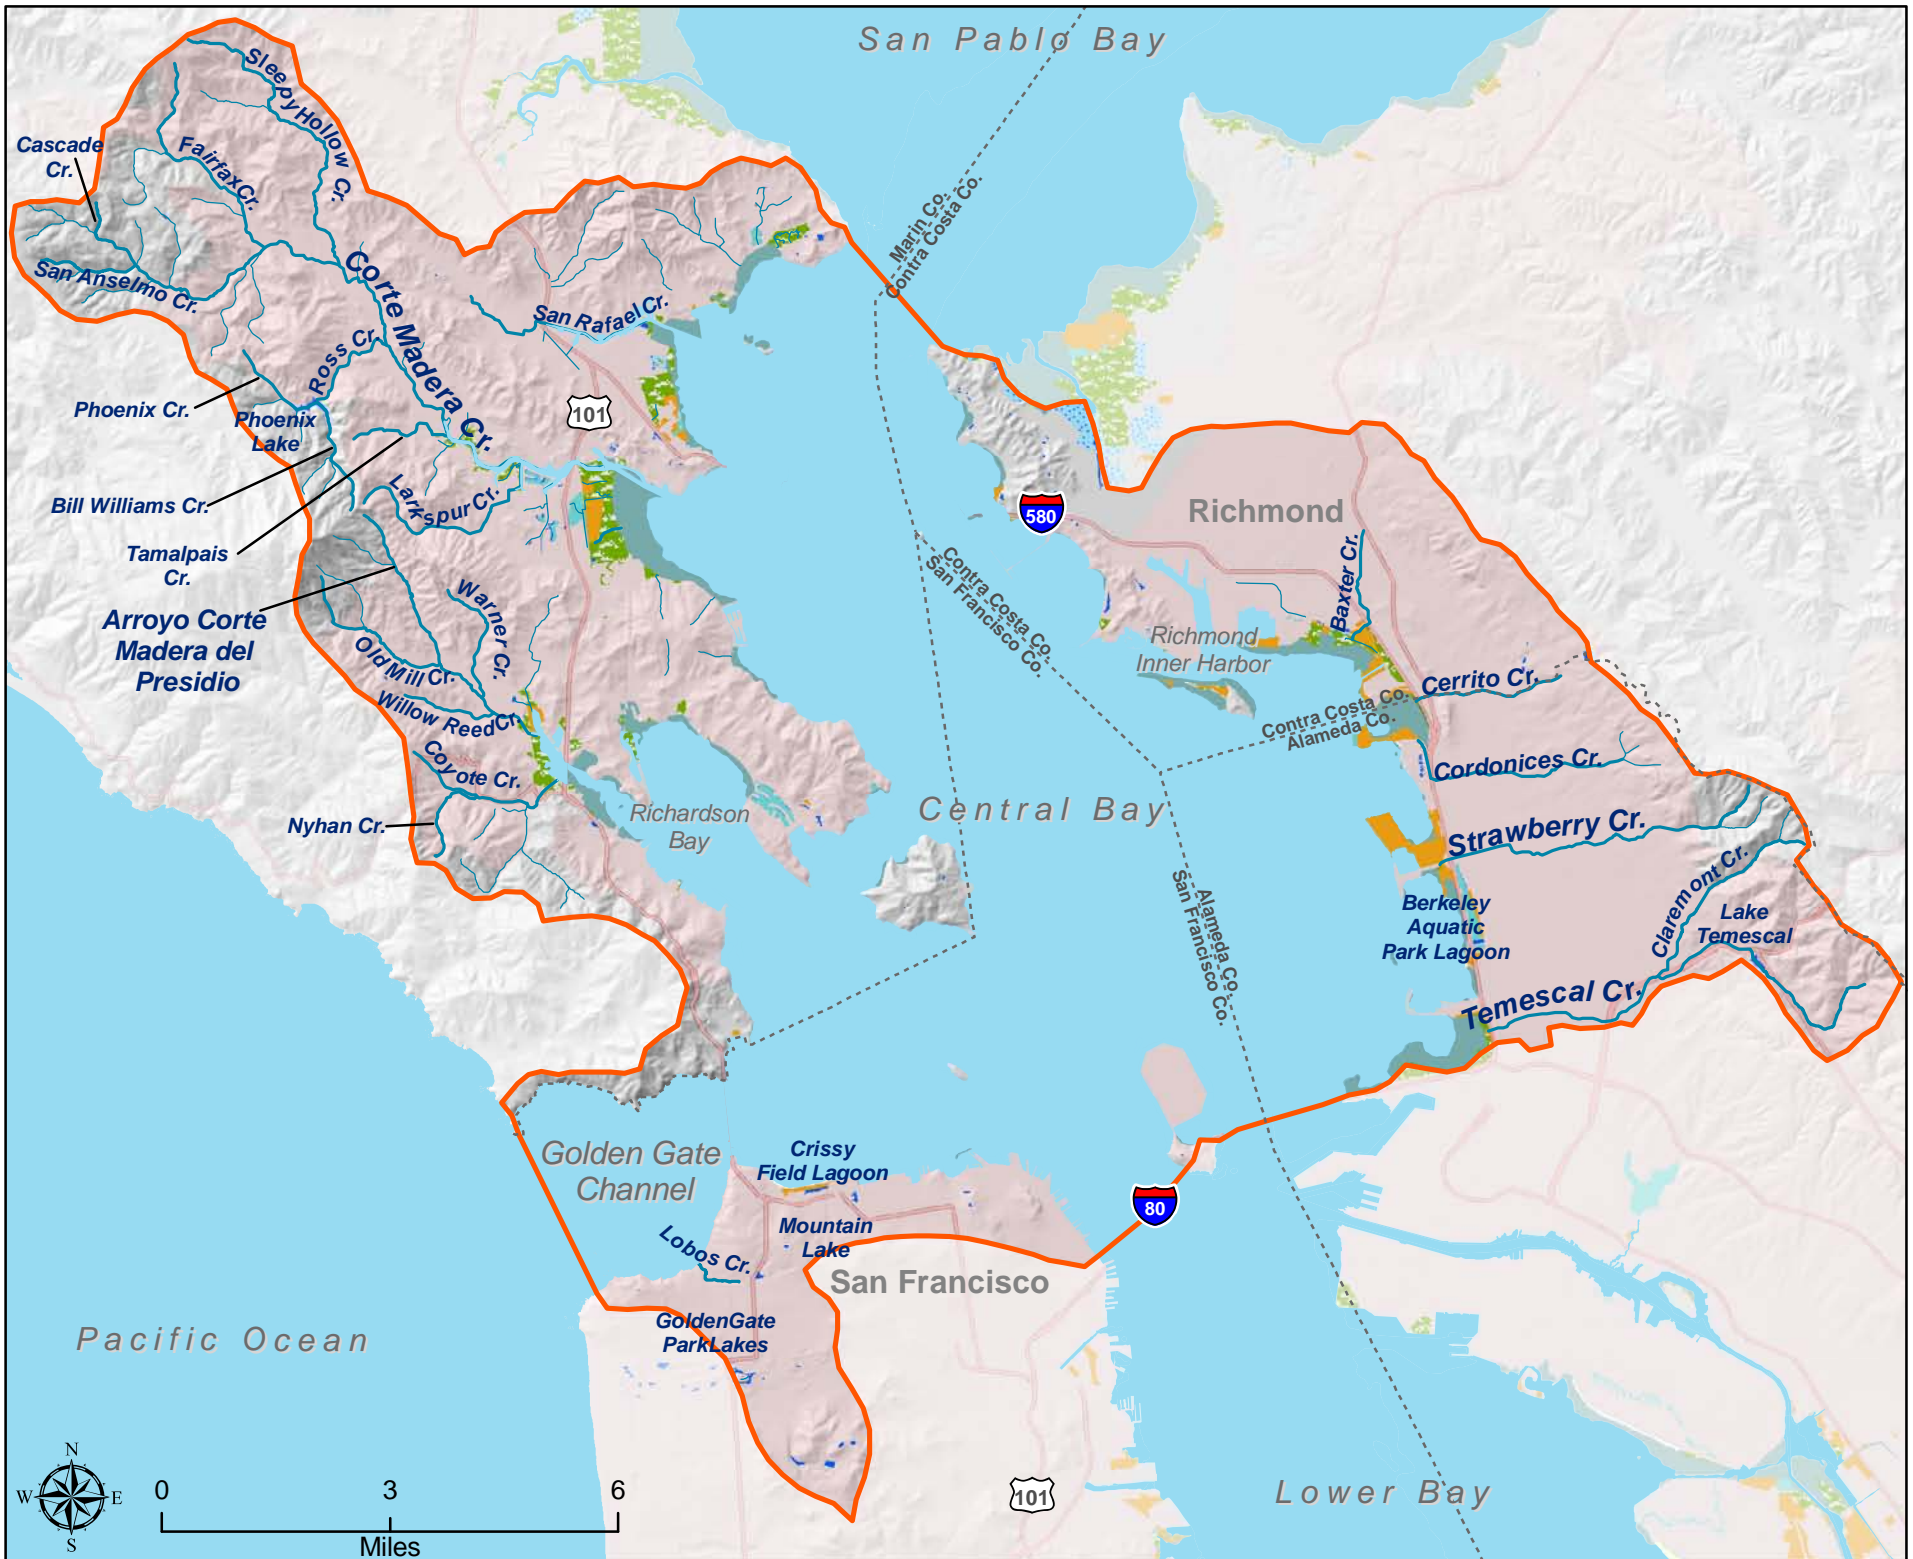 San Pablo Bay
Sleepy Hollow Cr.
Cascade
Cr.
Fairfax Cr.
San Anselmo Cr.
Marin Co.
Contra Costa Co.
Corte Madera Cr.
San Rafael Cr.
Ross Cr.
Phoenix Cr.
Phoenix
Lake
101
Bill Williams Cr.
Larkspur Cr.
Tamalpais
Cr.
580
Richmond
Baxter Cr.
Contra Costa Co.
San Francisco Co.
Arroyo Corte
Madera del
Presidio
Warner Cr.
Old Mill Cr.
Richmond
Inner Harbor
Cerrito Cr.
Willow Reed Cr.
Contra Costa Co.
Alameda Co.
Coyote Cr.
Cordonices Cr.
Nyhan Cr.
Richardson
Bay
Central Bay
Strawberry Cr.
Claremont Cr.
Berkeley
Aquatic
Park Lagoon
Lake
Temescal
Alameda Co.
San Francisco Co.
Temescal Cr.
Golden Gate
Channel
Crissy
Field Lagoon
80
Mountain
Lake
Lobos Cr.
San Francisco
GoldenGate
ParkLakes
Pacific Ocean
Lower Bay
101
N
W E
S
0 3 6
Miles